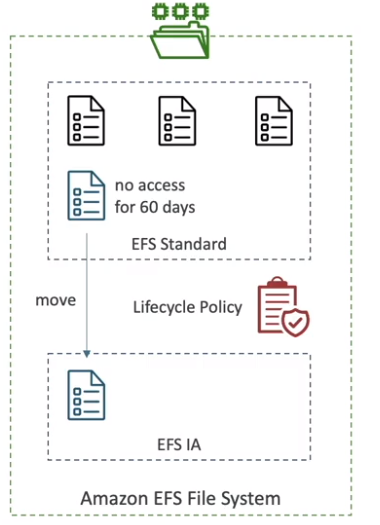 no access
for 60 days
EFS Standard
move
Lifecycle Policy
EFS IA
Amazon EFS File System